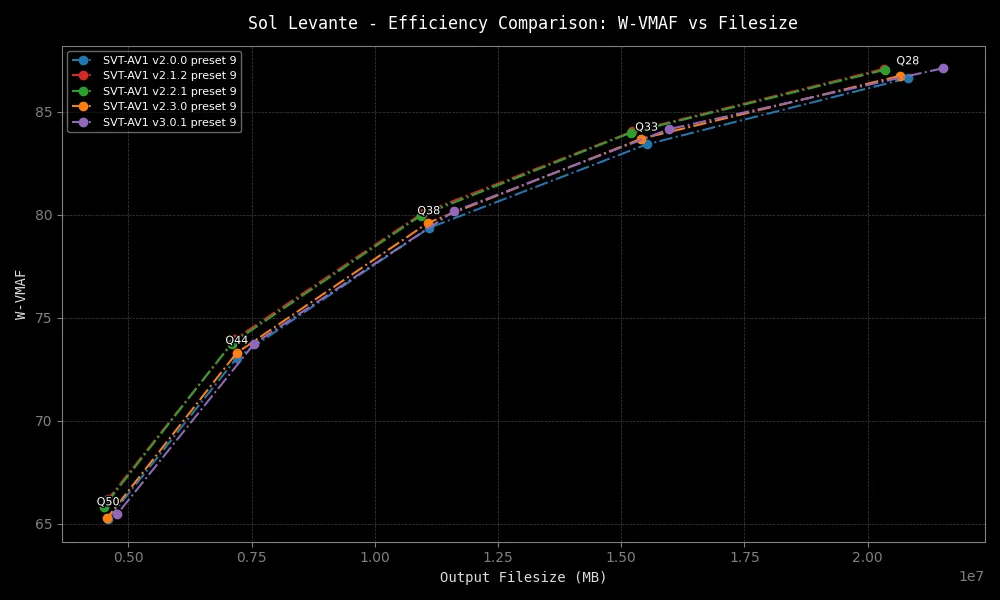 Sol Levante - Efficiency Comparison: W-VMAF vs Filesize
SVT-AV1 v2.0.0 preset 9
SVT-AV1 v2.1.2 preset 9
SVT-AV1 v2.2.1 preset 9
SVT-AV1 v2.3.0 preset 9
SVT-AV1 v3.0.1 preset 9
Q28
Q33
Q38
Q44
Q50
85
80
75
70
65
W-VMAF
0.50
0.75
1.00
1.25
1.50
1.75
2.00
1e7
Output Filesize (MB)